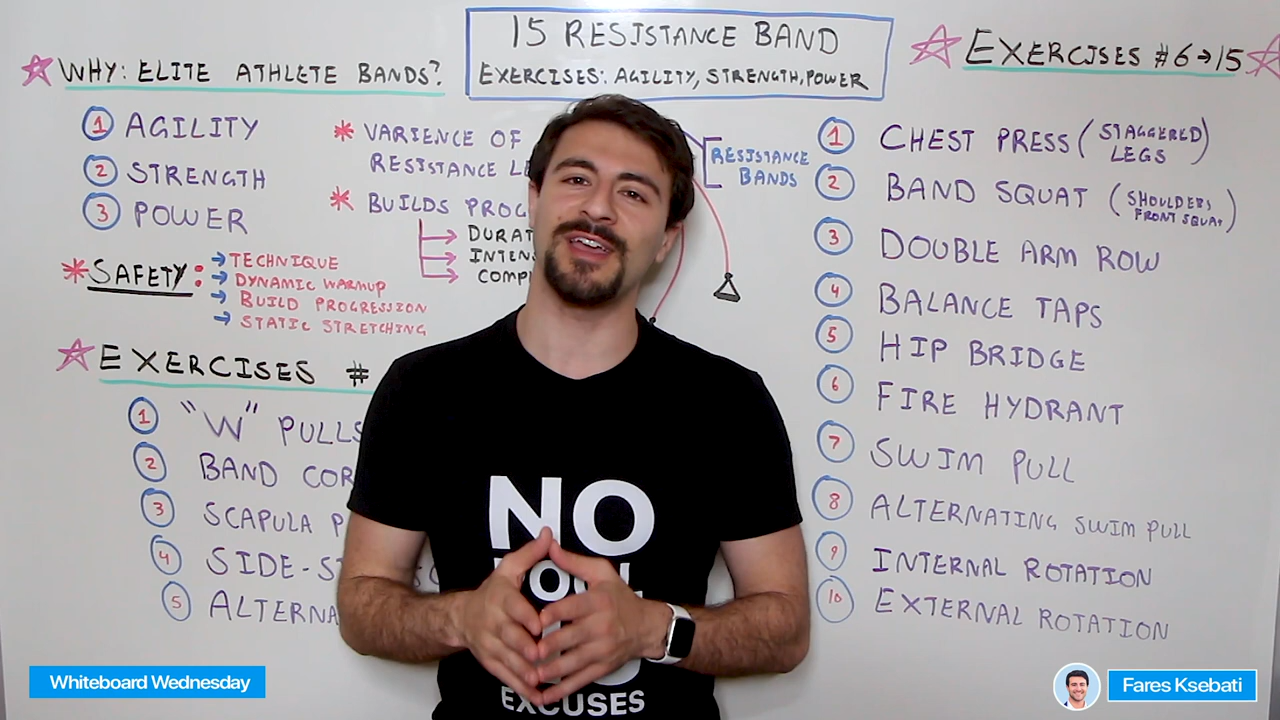 15 RESISTANCE BAND
EXERCISES: AGILITY, STRENGTH, POWER
WHY: ELITE ATHLETE BANDS?
1 AGILITY
2 STRENGTH
3 POWER
* VARIENCE OF
RESISTANCE
* BUILDS
RESISTANCE
BANDS
* SAFETY:
TECHNIQUE
DYNAMIC WARMUP
BUILD PROGRESSION
STATIC STRETCHING
EXERCISES #
1 "W" PULLS
2 BAND
3 SCAPULA
4
5
EXERCISES #6→15
1 CHEST PRESS (STAGGERED
LEGS)
2 BAND SQUAT (SHOULDERS
FRONT SQUAT)
3 DOUBLE ARM ROW
4 BALANCE TAPS
5 HIP BRIDGE
6 FIRE HYDRANT
7 SWIM PULL
8 ALTERNATING SWIM PULL
9 INTERNAL ROTATION
10 EXTERNAL ROTATION
NO
EXCUSES
Whiteboard Wednesday
Fares Ksebati